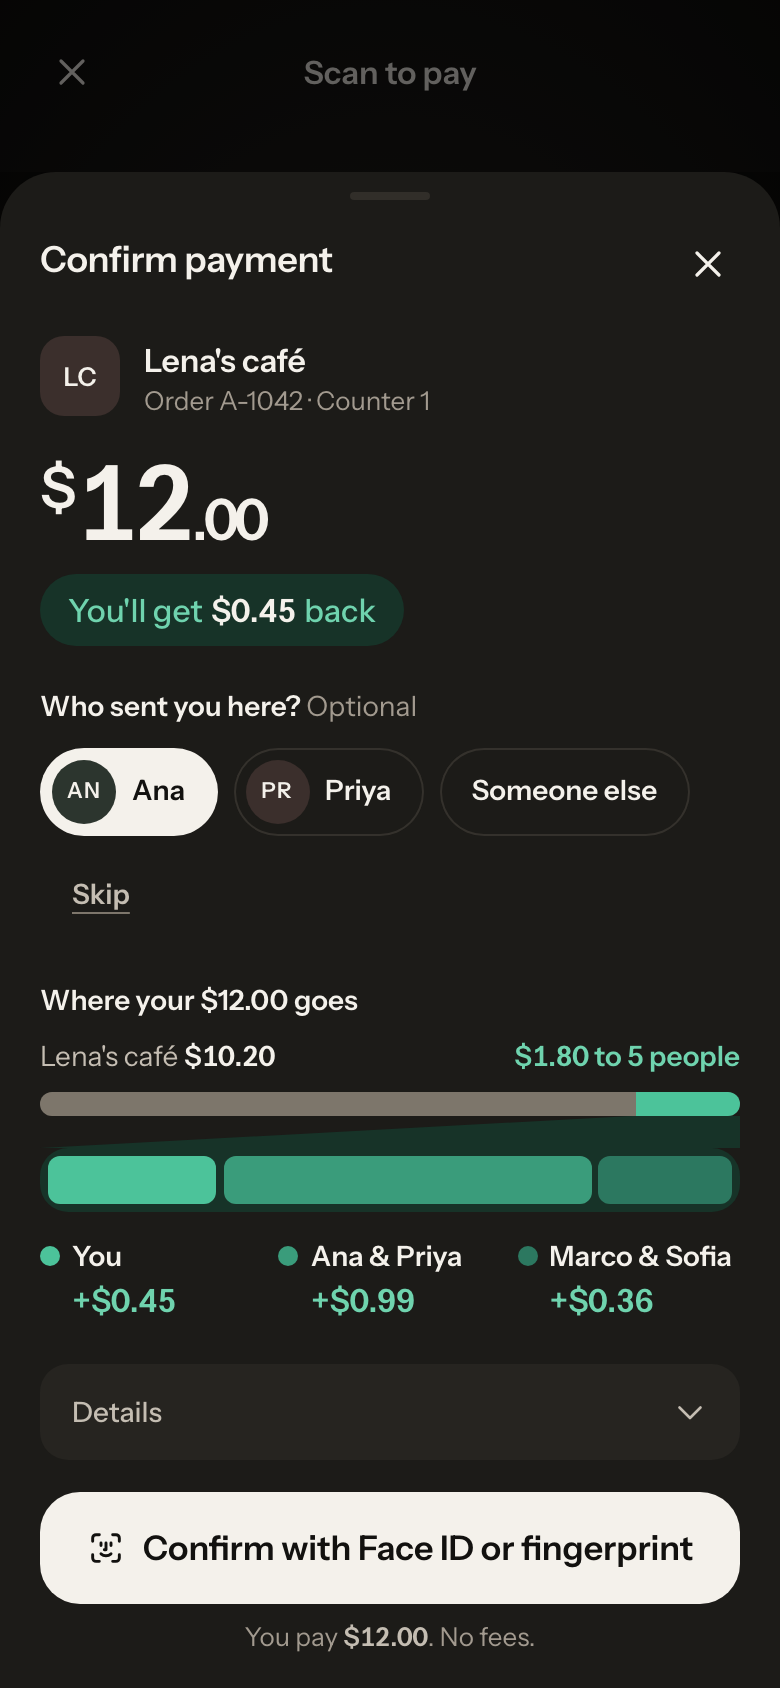 Scan to pay
Confirm payment
LC
Lena's café
Order A-1042 · Counter 1
$12.00
You'll get $0.45 back
Who sent you here? Optional
AN Ana PR Priya Someone else
Skip
Where your $12.00 goes
Lena's café $10.20 $1.80 to 5 people
You Ana & Priya Marco & Sofia
+$0.45 +$0.99 +$0.36
Details
Confirm with Face ID or fingerprint
You pay $12.00. No fees.